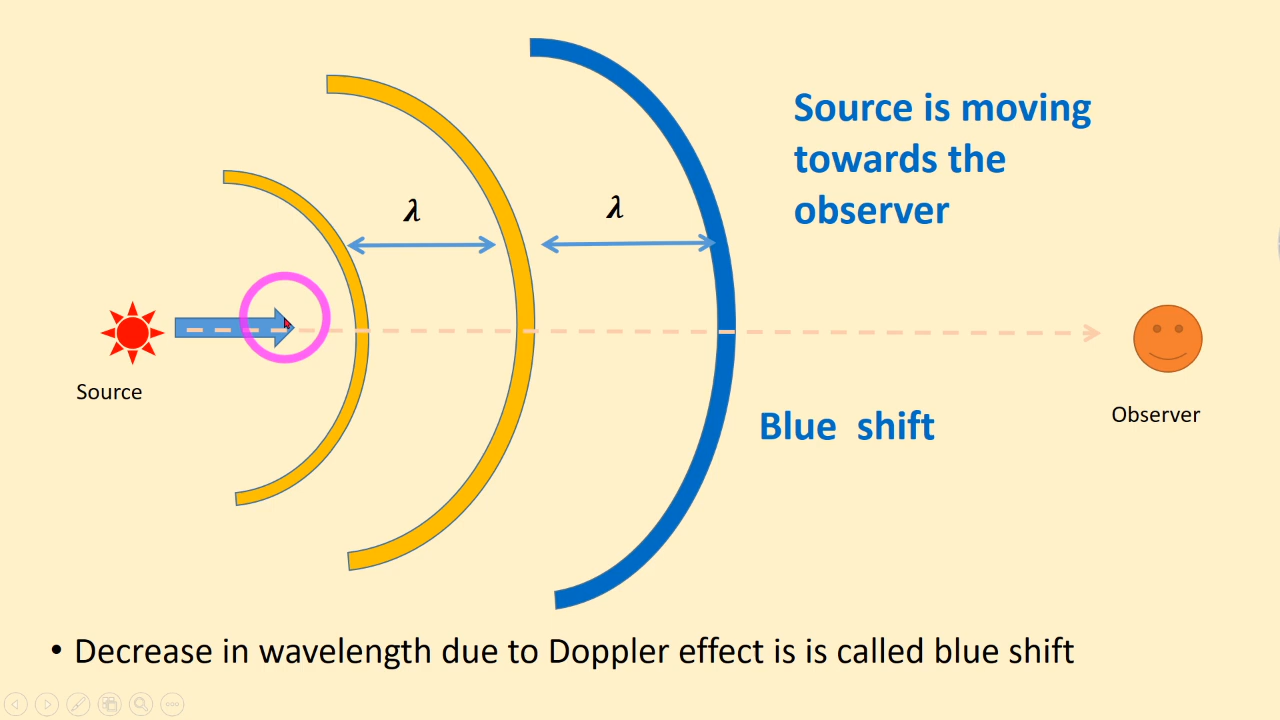 Source is moving
towards the
observer
λ
λ
Source
Observer
Blue shift
• Decrease in wavelength due to Doppler effect is is called blue shift